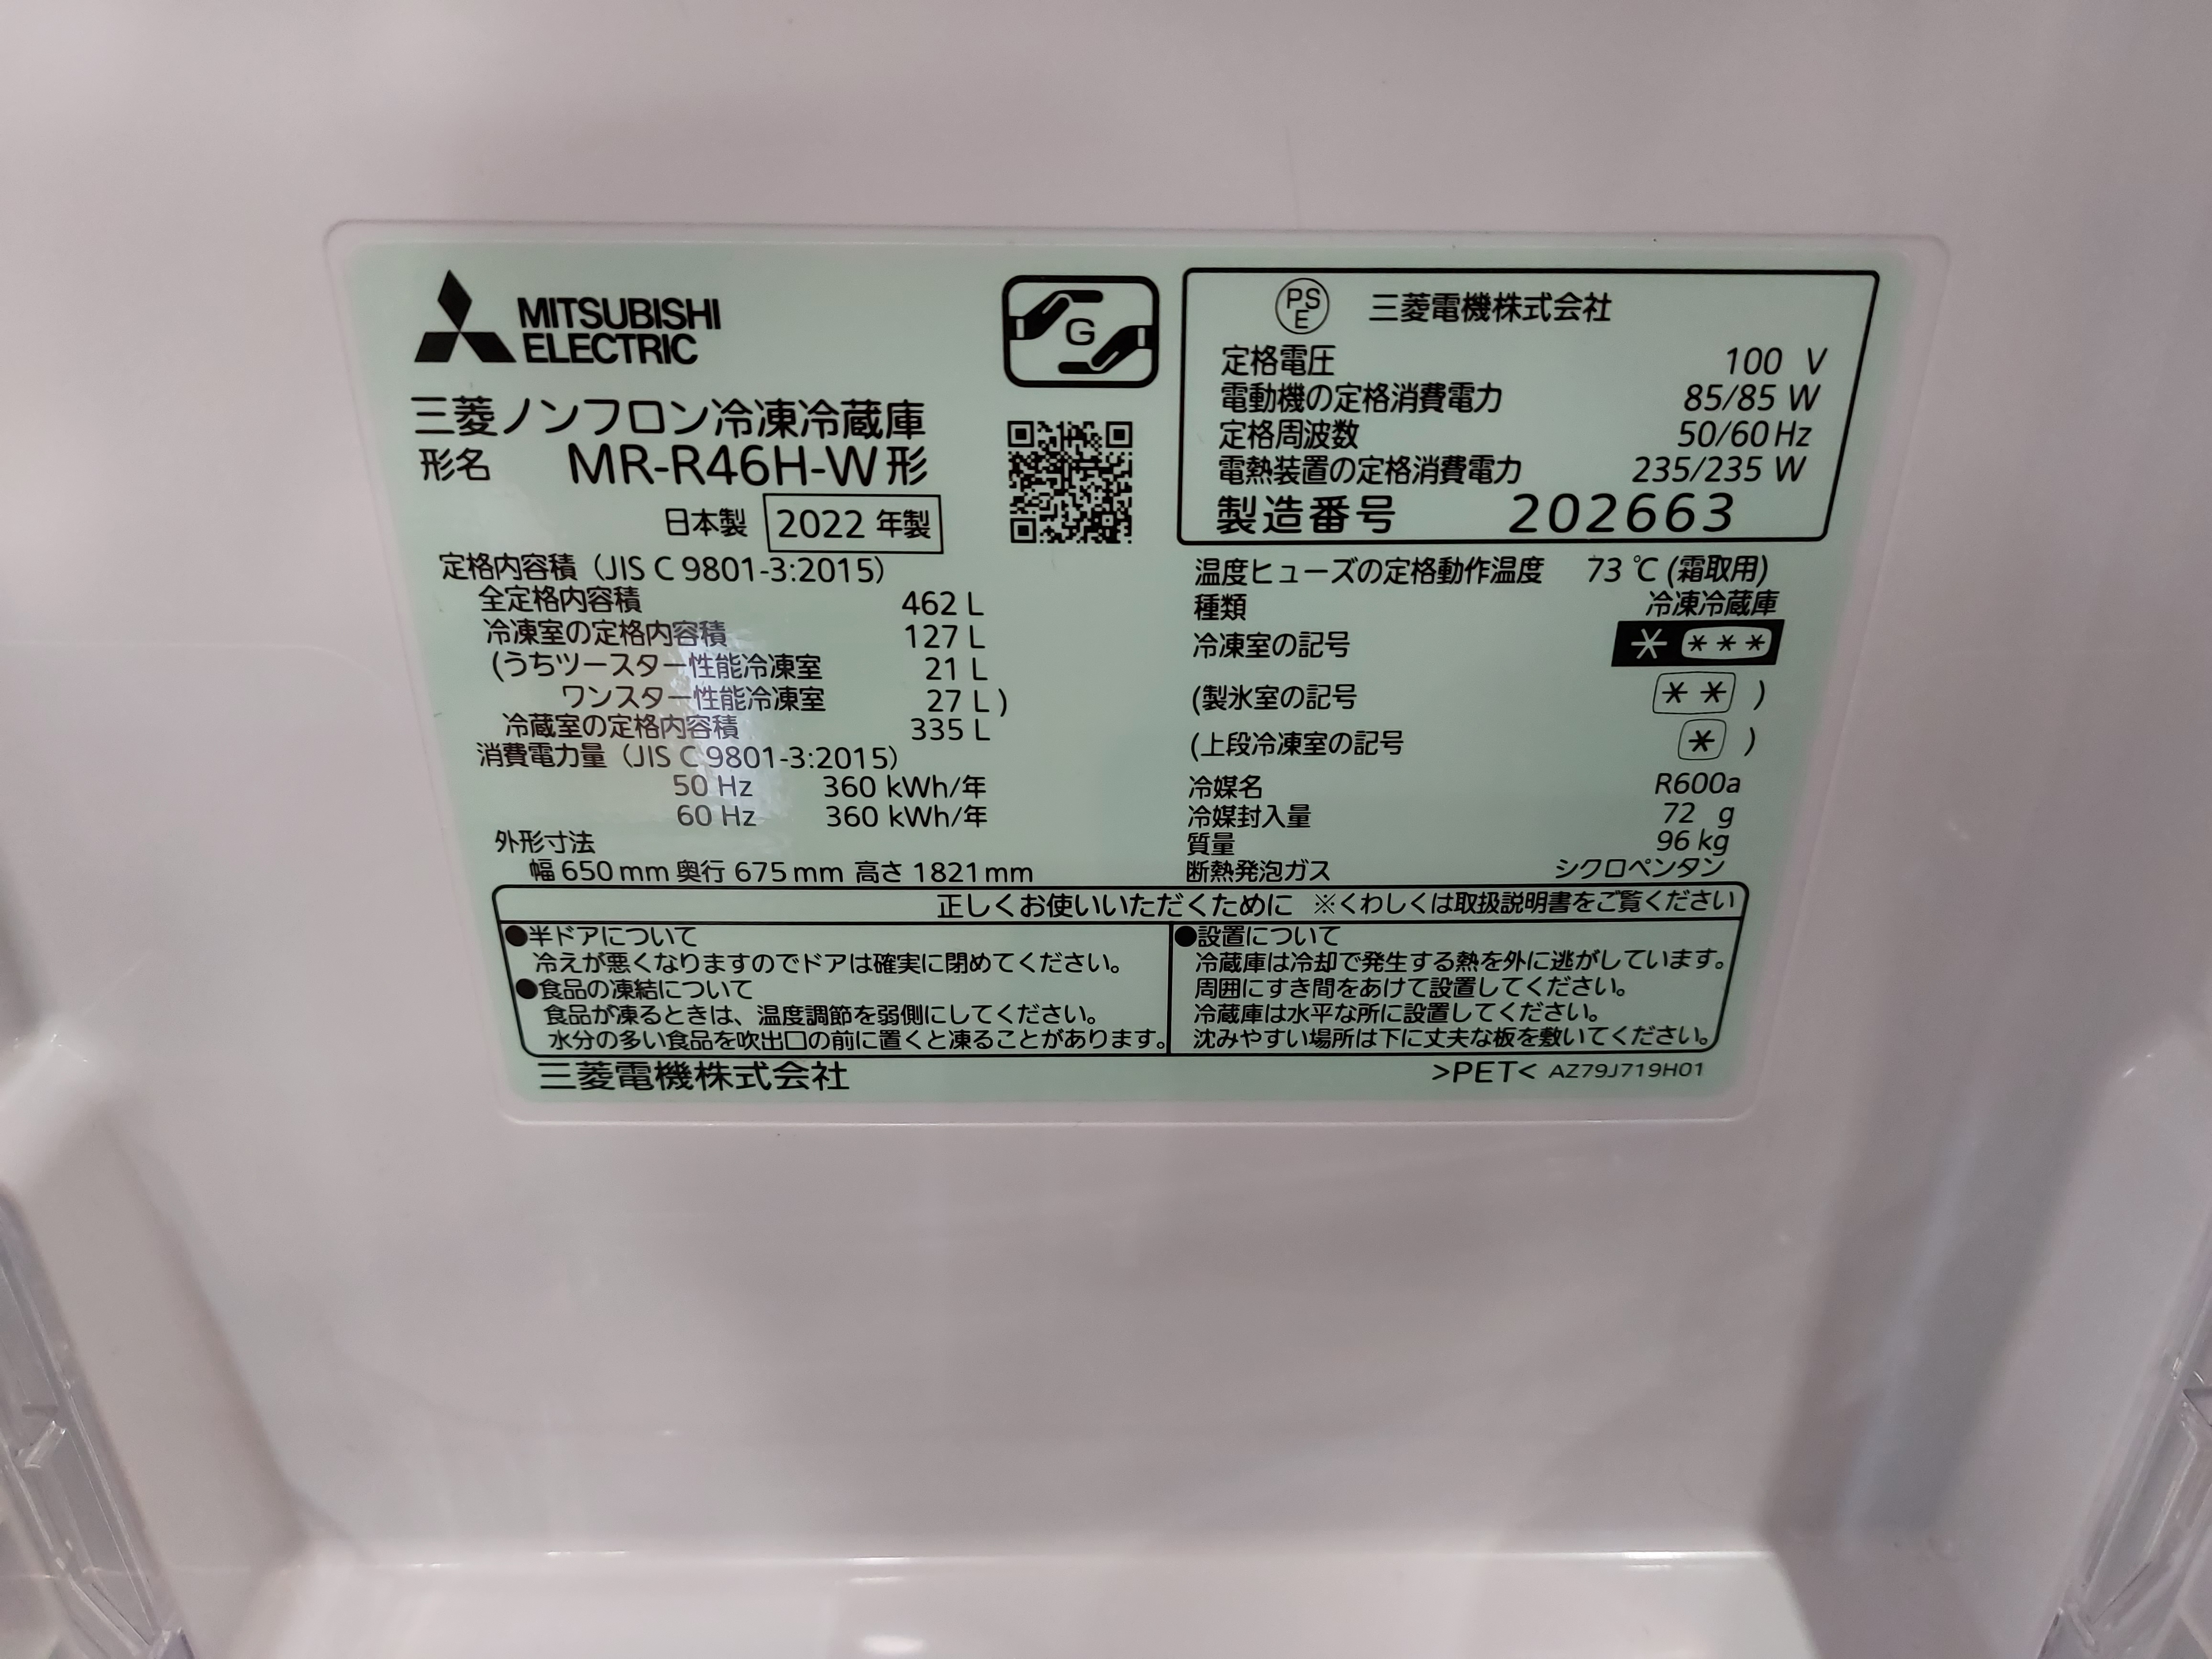 MITSUBISHI
ELECTRIC
G
三菱ノンフロン冷凍冷蔵庫
形名 MR-R46H-W形
日本製 2022 年製
定格内容積（JIS C 9801-3:2015）
全定格内容積 462 L
冷凍室の定格内容積 127 L
(うちツースター性能冷凍室 21 L
ワンスター性能冷凍室 27 L )
冷蔵室の定格内容積 335 L
消費電力量（JIS C 9801-3:2015）
50 Hz 360 kWh/年
60 Hz 360 kWh/年
外形寸法
幅 650 mm 奥行 675 mm 高さ 1821 mm
PSE 三菱電機株式会社
定格電圧 100 V
電動機の定格消費電力 85/85 W
定格周波数 50/60 Hz
電熱装置の定格消費電力 235/235 W
製造番号 202663
温度ヒューズの定格動作温度 73 ℃ (霜取用)
種類 冷凍冷蔵庫
冷凍室の記号 * ***
(製氷室の記号 ** )
(上段冷凍室の記号 * )
冷媒名 R600a
冷媒封入量 72 g
質量 96 kg
断熱発泡ガス シクロペンタン
正しくお使いいただくために ※くわしくは取扱説明書をご覧ください
●半ドアについて
冷えが悪くなりますのでドアは確実に閉めてください。
●食品の凍結について
食品が凍るときは、温度調節を弱側にしてください。
水分の多い食品を吹出口の前に置くと凍ることがあります。
●設置について
冷蔵庫は冷却で発生する熱を外に逃がしています。
周囲にすき間をあけて設置してください。
冷蔵庫は水平な所に設置してください。
沈みやすい場所は下に丈夫な板を敷いてください。
三菱電機株式会社
>PET< AZ79J719H01